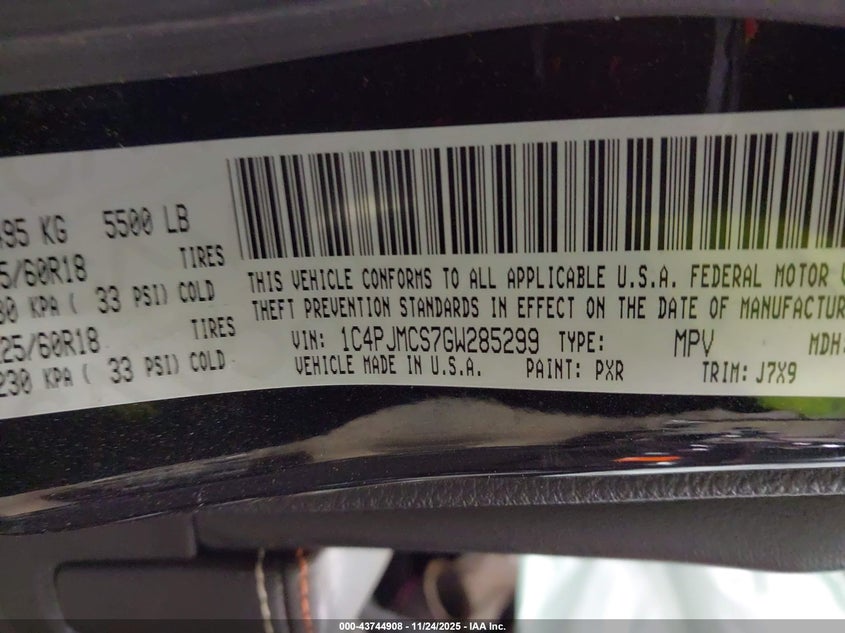 495 KG 5500 LB
5/60R18 TIRES
30 KPA ( 33 PSI) COLD
25/60R18 TIRES
230 KPA ( 33 PSI) COLD
THIS VEHICLE CONFORMS TO ALL APPLICABLE U.S.A. FEDERAL MOTOR
THEFT PREVENTION STANDARDS IN EFFECT ON THE DATE OF MANUFACTUR
VIN: 1C4PJMCS7GW285299 TYPE: MPV MDH:
VEHICLE MADE IN U.S.A. PAINT: PXR TRIM: J7X9
000-43744908 - 11/24/2025 - IAA Inc.